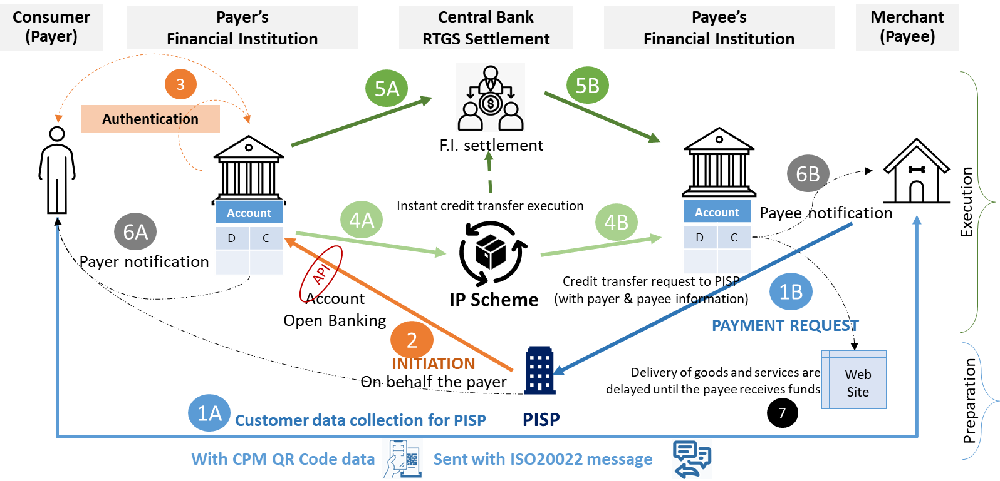 Consumer
(Payer)
Payer’s
Financial Institution
Central Bank
RTGS Settlement
Payee’s
Financial Institution
Merchant
(Payee)
3
Authentication
5A
5B
F.I. settlement
6B
Payee notification
Execution
Account
D C
Account
D C
4A
Instant credit transfer execution
4B
6A
Payer notification
IP Scheme
API
Account
Open Banking
Credit transfer request to PISP
(with payer & payee information)
1B
PAYMENT REQUEST
2
INITIATION
On behalf the payer
PISP
Delivery of goods and services are
delayed until the payee receives funds
7
Web
Site
Preparation
1A
Customer data collection for PISP
With CPM QR Code data
Sent with ISO20022 message